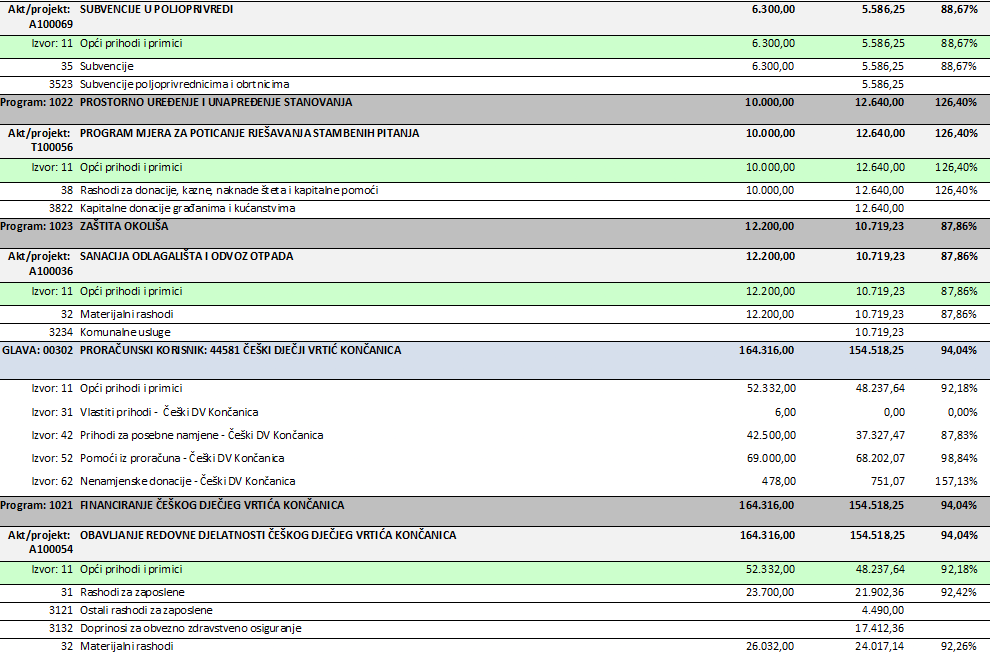 Akt/projekt: SUBVENCIJE U POLJOPRIVREDI 6.300,00 5.586,25 88,67%
A100069
Izvor: 11 Opći prihodi i primici 6.300,00 5.586,25 88,67%
35 Subvencije 6.300,00 5.586,25 88,67%
3523 Subvencije poljoprivrednicima i obrtnicima 5.586,25
Program: 1022 PROSTORNO UREĐENJE I UNAPREĐENJE STANOVANJA 10.000,00 12.640,00 126,40%
Akt/projekt: PROGRAM MJERA ZA POTICANJE RJEŠAVANJA STAMBENIH PITANJA 10.000,00 12.640,00 126,40%
T100056
Izvor: 11 Opći prihodi i primici 10.000,00 12.640,00 126,40%
38 Rashodi za donacije, kazne, naknade šteta i kapitalne pomoći 10.000,00 12.640,00 126,40%
3822 Kapitalne donacije građanima i kućanstvima 12.640,00
Program: 1023 ZAŠTITA OKOLIŠA 12.200,00 10.719,23 87,86%
Akt/projekt: SANACIJA ODLAGALIŠTA I ODVOZ OTPADA 12.200,00 10.719,23 87,86%
A100036
Izvor: 11 Opći prihodi i primici 12.200,00 10.719,23 87,86%
32 Materijalni rashodi 12.200,00 10.719,23 87,86%
3234 Komunalne usluge 10.719,23
GLAVA: 00302 PRORAČUNSKI KORISNIK: 44581 ČEŠKI DJEČJI VRTIĆ KONČANICA 164.316,00 154.518,25 94,04%
Izvor: 11 Opći prihodi i primici 52.332,00 48.237,64 92,18%
Izvor: 31 Vlastiti prihodi - Češki DV Končanica 6,00 0,00 0,00%
Izvor: 42 Prihodi za posebne namjene - Češki DV Končanica 42.500,00 37.327,47 87,83%
Izvor: 52 Pomoći iz proračuna - Češki DV Končanica 69.000,00 68.202,07 98,84%
Izvor: 62 Nenamjenske donacije - Češki DV Končanica 478,00 751,07 157,13%
Program: 1021 FINANCIRANJE ČEŠKOG DJEČJEG VRTIĆA KONČANICA 164.316,00 154.518,25 94,04%
Akt/projekt: OBAVLJANJE REDOVNE DJELATNOSTI ČEŠKOG DJEČJEG VRTIĆA KONČANICA 164.316,00 154.518,25 94,04%
A100054
Izvor: 11 Opći prihodi i primici 52.332,00 48.237,64 92,18%
31 Rashodi za zaposlene 23.700,00 21.902,36 92,42%
3121 Ostali rashodi za zaposlene 4.490,00
3132 Doprinosi za obvezno zdravstveno osiguranje 17.412,36
32 Materijalni rashodi 26.032,00 24.017,14 92,26%